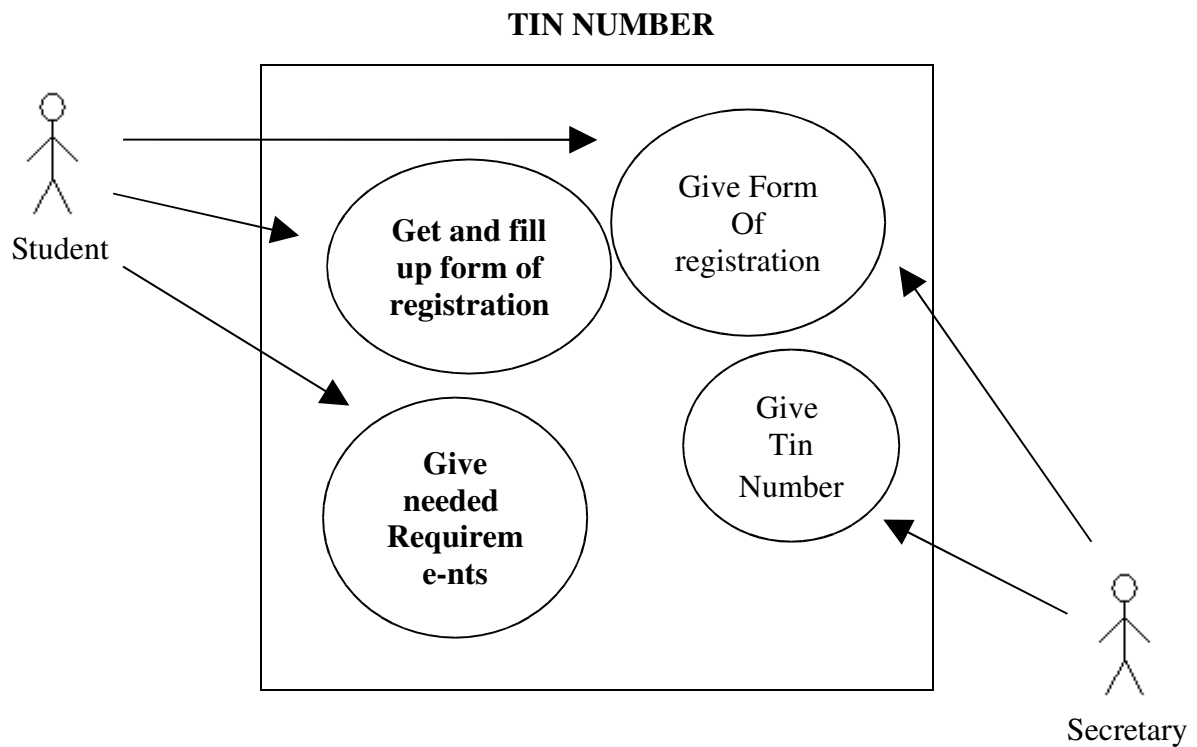 TIN NUMBER
Student
Get and fill
up form of
registration
Give Form
Of
registration
Give
needed
Requirem
e-nts
Give
Tin
Number
Secretary